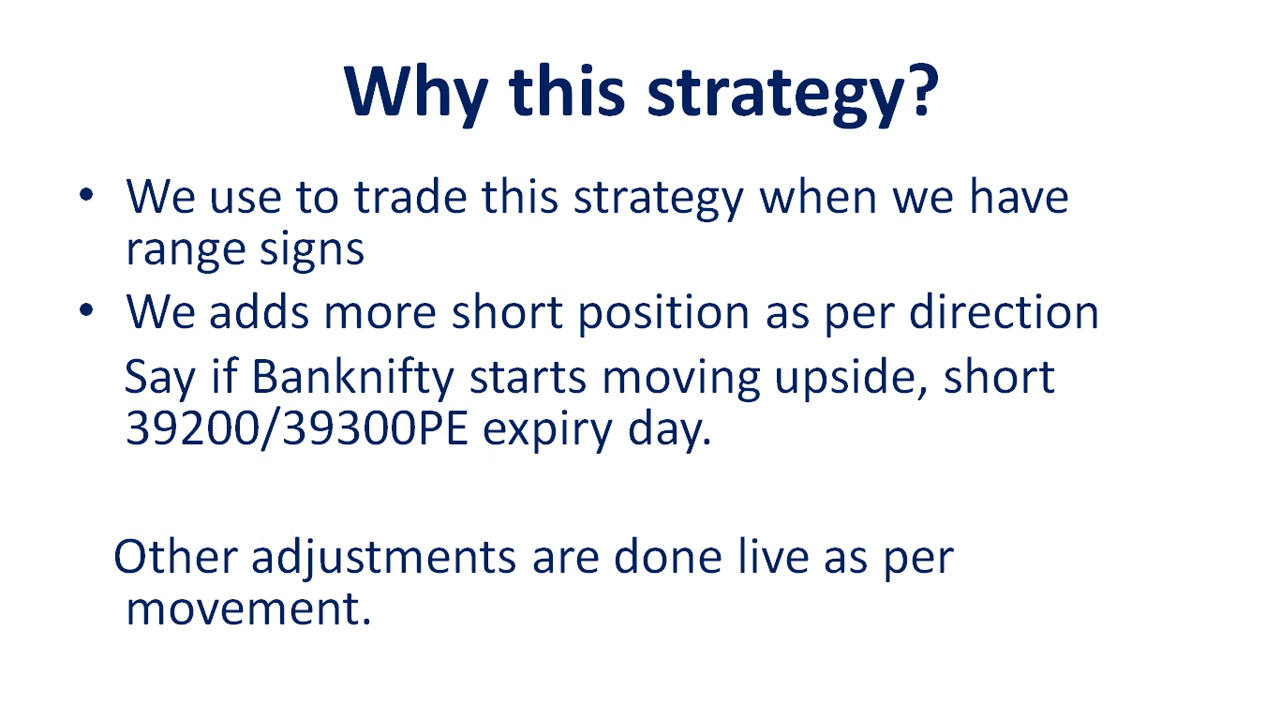 Why this strategy?
• We use to trade this strategy when we have
range signs
• We adds more short position as per direction
Say if Banknifty starts moving upside, short
39200/39300PE expiry day.
Other adjustments are done live as per
movement.